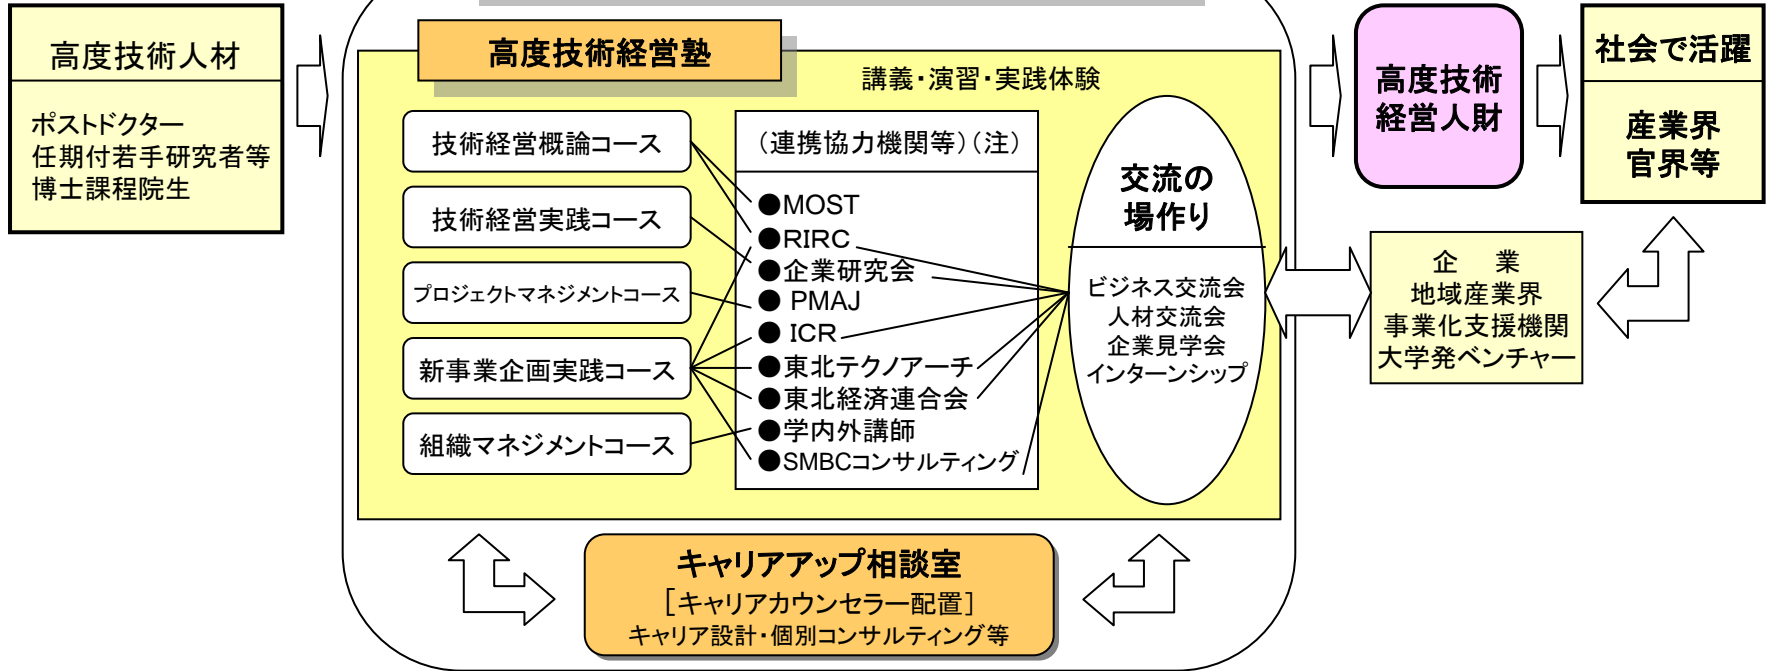 高度技術人材
ポストドクター
任期付若手研究者等
博士課程院生
高度技術経営塾
講義・演習・実践体験
技術経営概論コース
技術経営実践コース
プロジェクトマネジメントコース
新事業企画実践コース
組織マネジメントコース
(連携協力機関等)(注)
●MOST
●RIRC
●企業研究会
●PMAJ
●ICR
●東北テクノアーチ
●東北経済連合会
●学内外講師
●SMBCコンサルティング
交流の
場作り
ビジネス交流会
人材交流会
企業見学会
インターンシップ
高度技術
経営人財
社会で活躍
産業界
官界等
企　業
地域産業界
事業化支援機関
大学発ベンチャー
キャリアアップ相談室
[キャリアカウンセラー配置]
キャリア設計・個別コンサルティング等